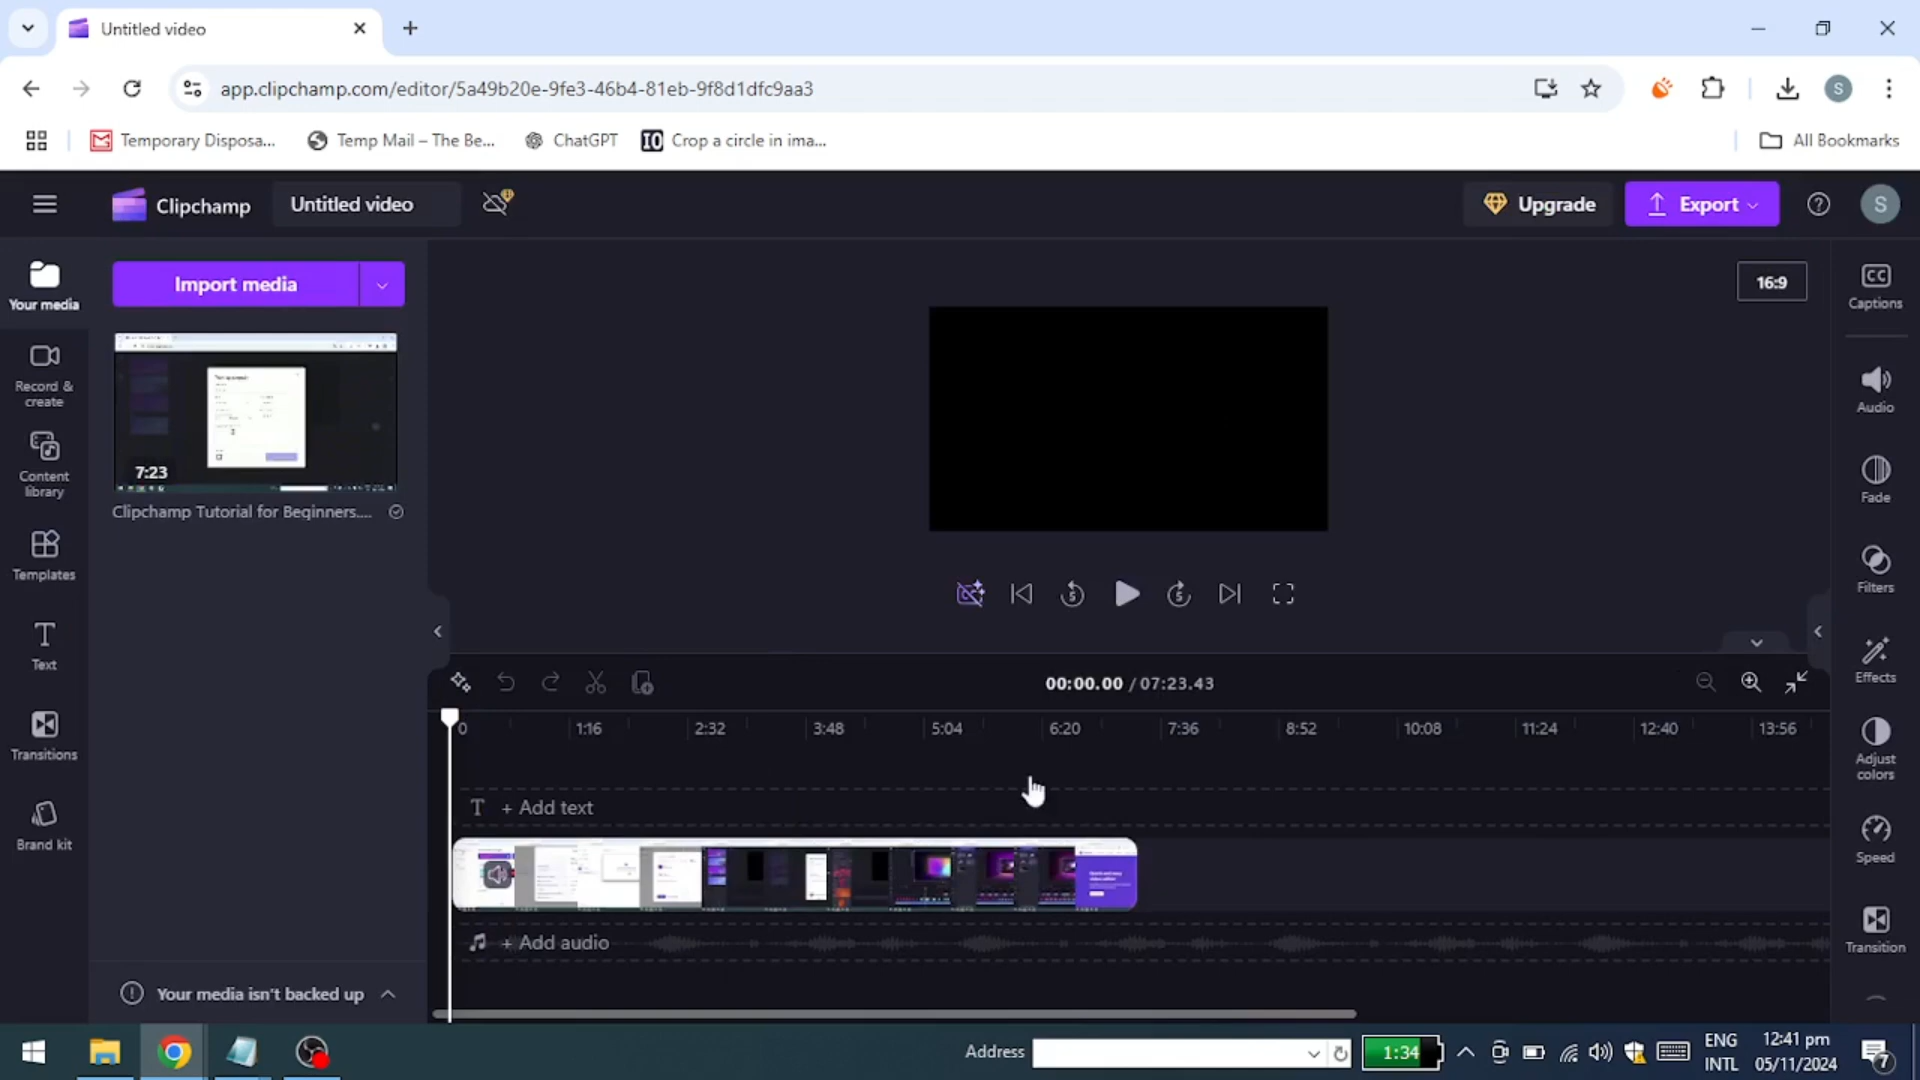 Untitled video
app.clipchamp.com/editor/5a49b20e-9fe3-46b4-81eb-9f8d1dfc9aa3
S
Temporary Disposa...
Temp Mail – The Be...
ChatGPT
IO Crop a circle in ima...
All Bookmarks
Clipchamp
Untitled video
Upgrade
Export
S
Your media
Import media
16:9
CC
Captions
Record & create
7:23
Clipchamp Tutorial for Beginners....
Audio
Content library
Fade
Templates
5
5
Filters
Text
Effects
00:00.00 / 07:23.43
0 1:16 2:32 3:48 5:04 6:20 7:36 8:52 10:08 11:24 12:40 13:56
Transitions
Adjust colors
T + Add text
Brand kit
Speed
+ Add audio
Transition
Your media isn't backed up
Address
1:34
ENG
INTL
12:41 pm
05/11/2024
7